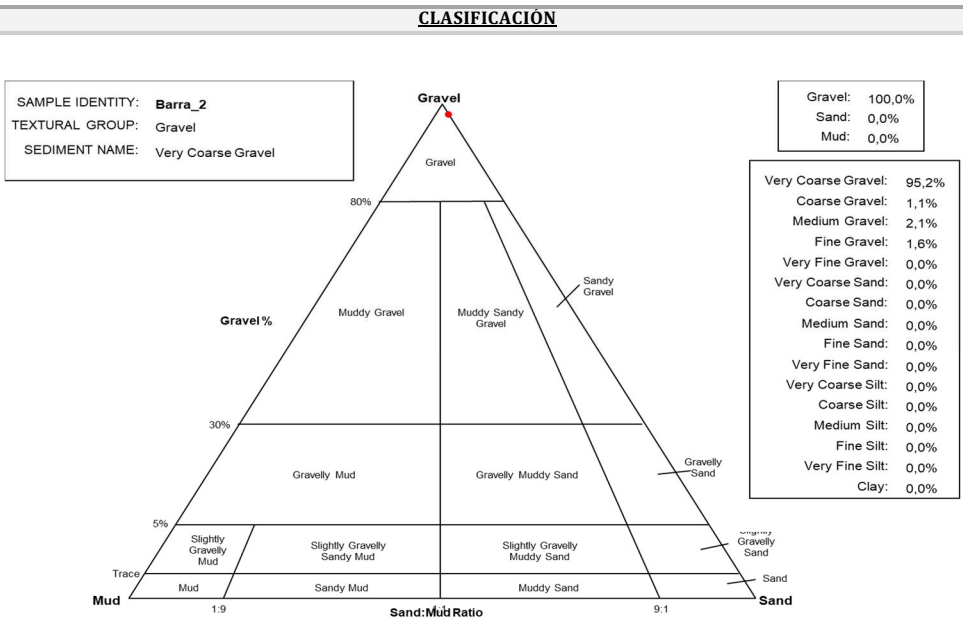 CLASIFICACIÓN
SAMPLE IDENTITY: Barra_2
TEXTURAL GROUP: Gravel
SEDIMENT NAME: Very Coarse Gravel
Gravel: 100,0%
Sand: 0,0%
Mud: 0,0%
Very Coarse Gravel: 95,2%
Coarse Gravel: 1,1%
Medium Gravel: 2,1%
Fine Gravel: 1,6%
Very Fine Gravel: 0,0%
Very Coarse Sand: 0,0%
Coarse Sand: 0,0%
Medium Sand: 0,0%
Fine Sand: 0,0%
Very Fine Sand: 0,0%
Very Coarse Silt: 0,0%
Coarse Silt: 0,0%
Medium Silt: 0,0%
Fine Silt: 0,0%
Very Fine Silt: 0,0%
Clay: 0,0%
Gravel
Gravel
80%
Sandy
Gravel
Muddy Gravel
Muddy Sandy
Gravel
Gravel %
30%
Gravelly Mud
Gravelly Muddy Sand
Gravelly
Sand
5%
Slightly
Gravelly
Mud
Slightly Gravelly
Sandy Mud
Slightly Gravelly
Muddy Sand
Gravelly
Sand
Trace
Mud
Sandy Mud
Muddy Sand
Sand
Mud
Sand
1:9
9:1
Sand:Mud Ratio